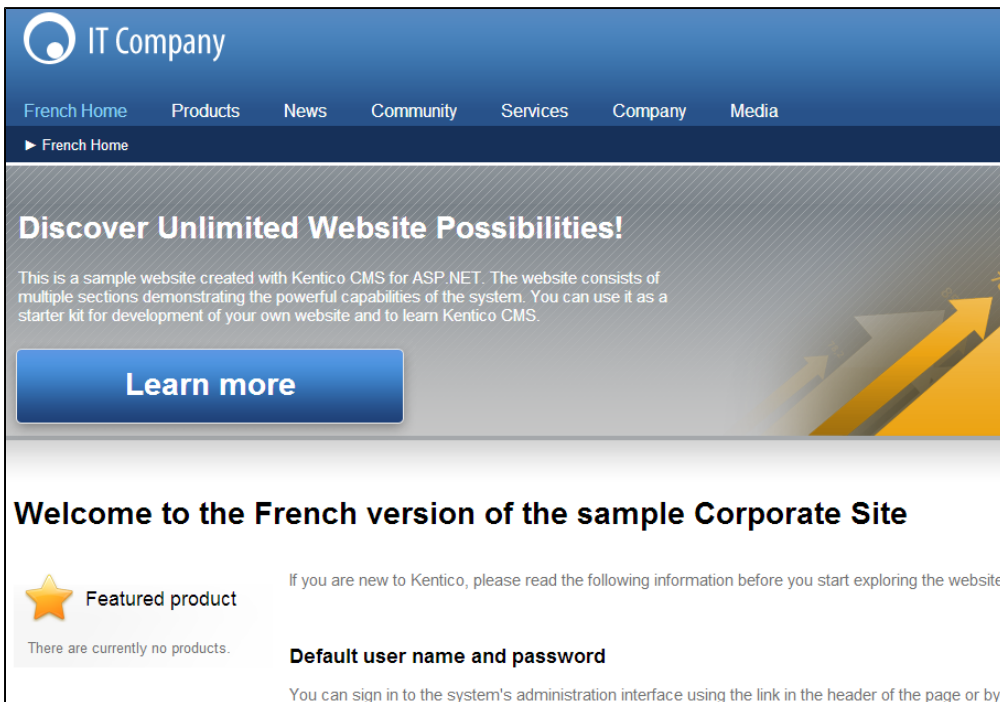 IT Company
French Home Products News Community Services Company Media
► French Home
Discover Unlimited Website Possibilities!
This is a sample website created with Kentico CMS for ASP.NET. The website consists of
multiple sections demonstrating the powerful capabilities of the system. You can use it as a
starter kit for development of your own website and to learn Kentico CMS.
Learn more
Welcome to the French version of the sample Corporate Site
Featured product
There are currently no products.
If you are new to Kentico, please read the following information before you start exploring the website
Default user name and password
You can sign in to the system's administration interface using the link in the header of the page or by